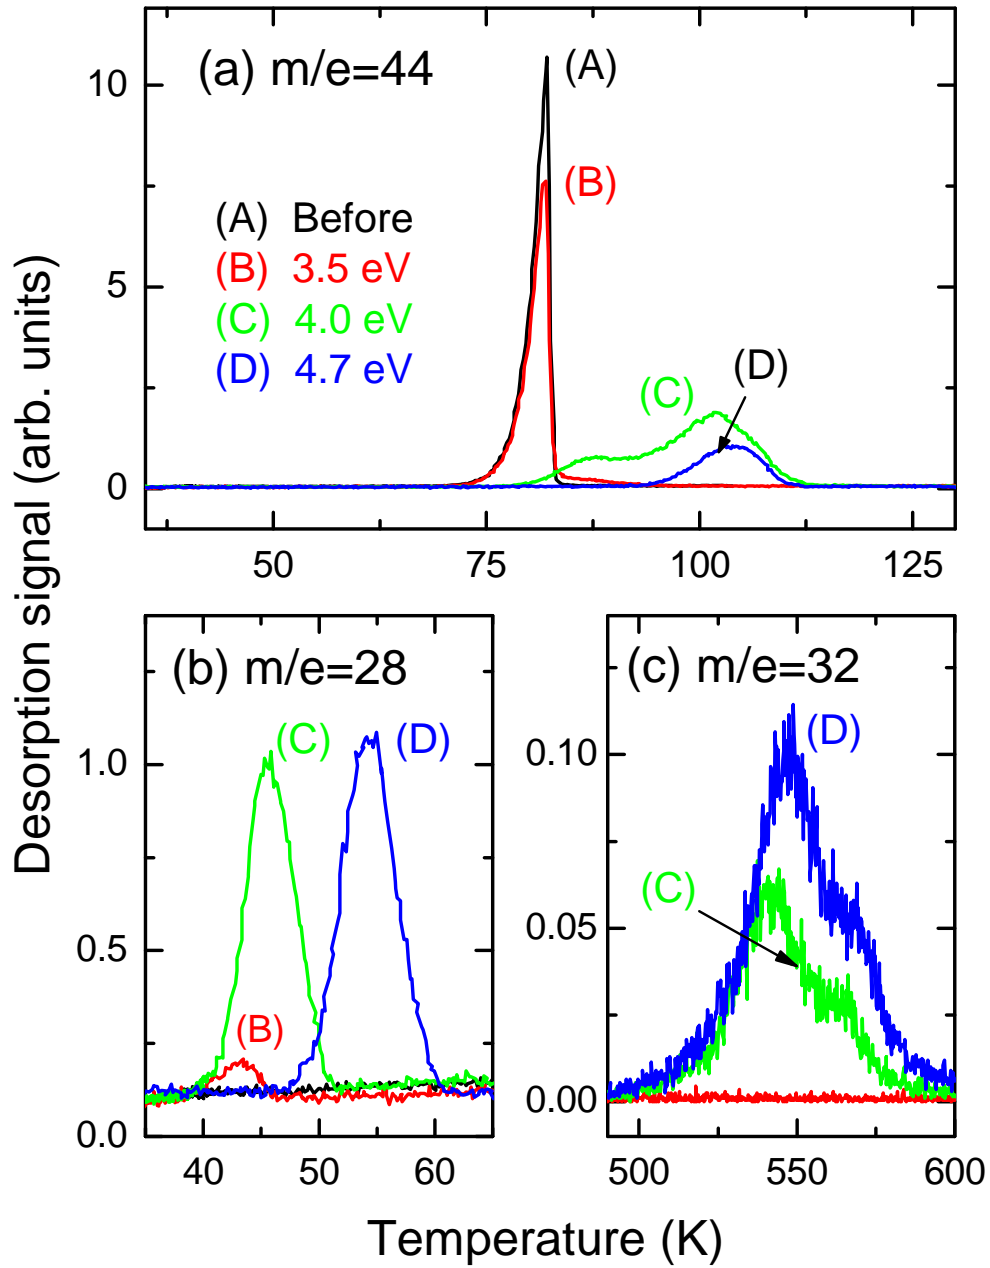 Desorption signal (arb. units)
(a) m/e=44
(A)
(B)
(A) Before
(B) 3.5 eV
(C) 4.0 eV
(D) 4.7 eV
(D)
(C)
10
5
0
50 75 100 125
(b) m/e=28
(C) (D)
(B)
1.0
0.5
0.0
40 50 60
(c) m/e=32
(D)
(C)
0.10
0.05
0.00
500 550 600
Temperature (K)